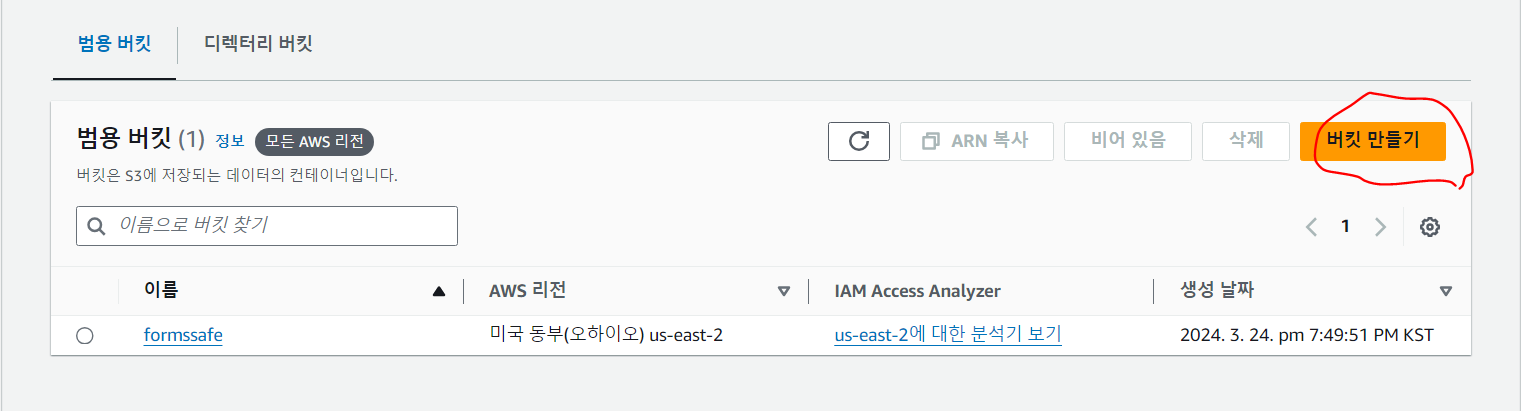 범용 버킷 디렉터리 버킷
범용 버킷 (1) 정보 모든 AWS 리전
ARN 복사 비어 있음 삭제 버킷 만들기
버킷은 S3에 저장되는 데이터의 컨테이너입니다.
이름으로 버킷 찾기
1
이름 AWS 리전 IAM Access Analyzer 생성 날짜
formssafe 미국 동부(오하이오) us-east-2 us-east-2에 대한 분석기 보기 2024. 3. 24. pm 7:49:51 PM KST